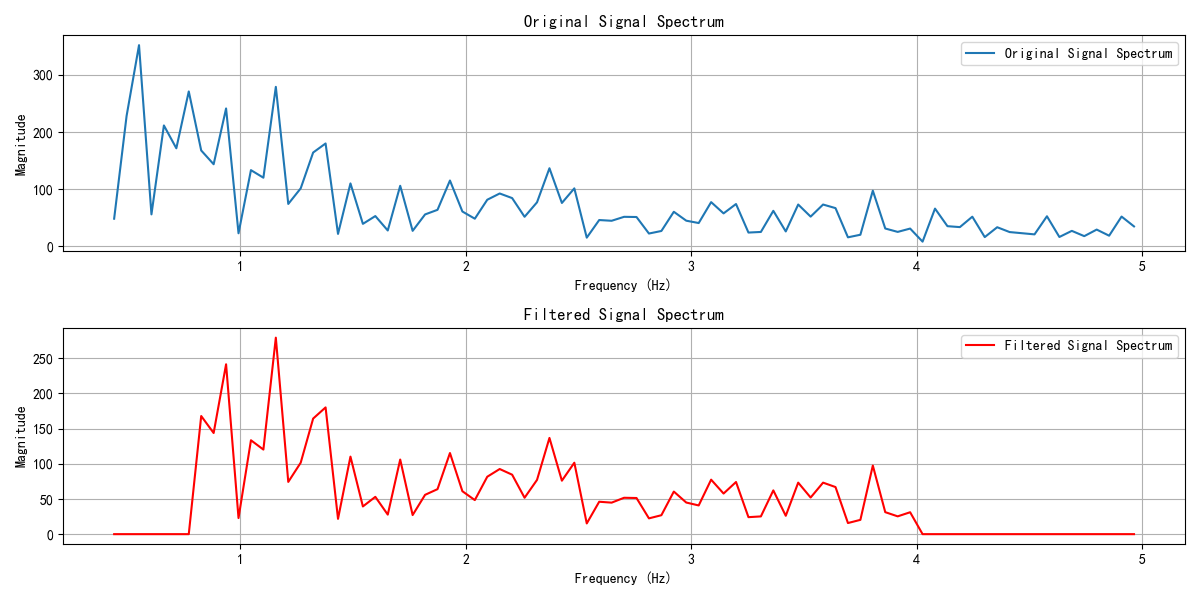 Original Signal Spectrum
Original Signal Spectrum
Magnitude
300
200
100
0
1 2 3 4 5
Frequency (Hz)
Filtered Signal Spectrum
Filtered Signal Spectrum
Magnitude
250
200
150
100
50
0
1 2 3 4 5
Frequency (Hz)